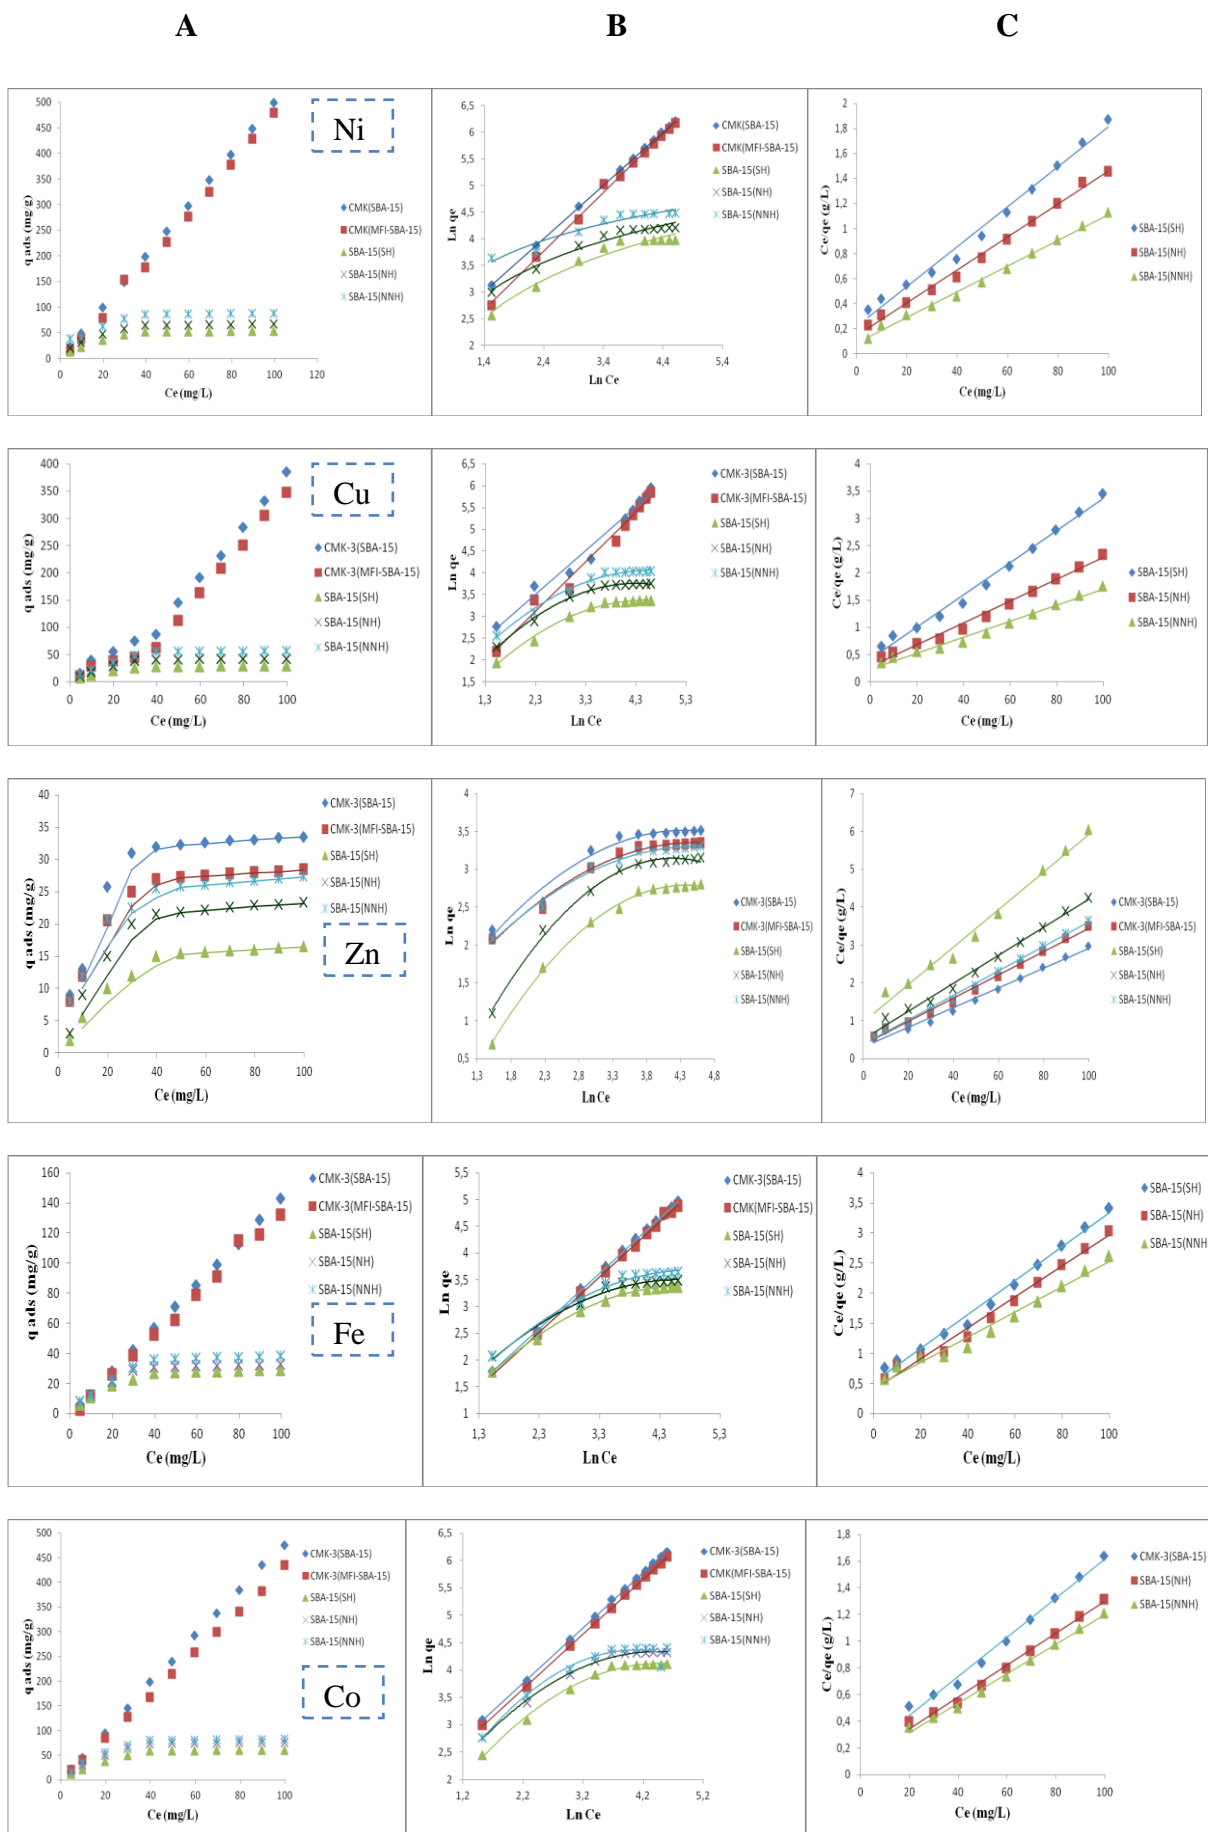 A
B
C
500
450
400
350
300
250
200
150
100
50
0
0 20 40 60 80 100 120
q ads (mg/g)
Ce (mg/L)
Ni
CMK(SBA-15)
CMK(MFI-SBA-15)
SBA-15(SH)
SBA-15(NH)
SBA-15(NNH)
6,5
6
5,5
5
4,5
4
3,5
3
2,5
2
1,4 2,4 3,4 4,4 5,4
Ln qe
Ln Ce
CMK(SBA-15)
CMK(MFI-SBA-15)
SBA-15(SH)
SBA-15(NH)
SBA-15(NNH)
2
1,8
1,6
1,4
1,2
1
0,8
0,6
0,4
0,2
0
0 20 40 60 80 100
Ce/qe (g/L)
Ce (mg/L)
SBA-15(SH)
SBA-15(NH)
SBA-15(NNH)
400
350
300
250
200
150
100
50
0
0 20 40 60 80 100
q ads (mg/g)
Ce (mg/L)
Cu
CMK-3(SBA-15)
CMK-3(MFI-SBA-15)
SBA-15(SH)
SBA-15(NH)
SBA-15(NNH)
6,5
6
5,5
5
4,5
4
3,5
3
2,5
2
1,5
1,3 2,3 3,3 4,3 5,3
Ln qe
Ln Ce
CMK-3(SBA-15)
CMK-3(MFI-SBA-15)
SBA-15(SH)
SBA-15(NH)
SBA-15(NNH)
4
3,5
3
2,5
2
1,5
1
0,5
0
0 20 40 60 80 100
Ce/qe (g/L)
Ce (mg/L)
SBA-15(SH)
SBA-15(NH)
SBA-15(NNH)
40
35
30
25
20
15
10
5
0
0 20 40 60 80 100
q ads (mg/g)
Ce (mg/L)
CMK-3(SBA-15)
CMK-3(MFI-SBA-15)
SBA-15(SH)
SBA-15(NH)
SBA-15(NNH)
Zn
4
3,5
3
2,5
2
1,5
1
0,5
1,3 1,8 2,3 2,8 3,3 3,8 4,3 4,8
Ln qe
Ln Ce
CMK-3(SBA-15)
CMK-3(MFI-SBA-15)
SBA-15(SH)
SBA-15(NH)
SBA-15(NNH)
7
6
5
4
3
2
1
0
0 20 40 60 80 100
Ce/qe (g/L)
Ce (mg/L)
CMK-3(SBA-15)
CMK-3(MFI-SBA-15)
SBA-15(SH)
SBA-15(NH)
SBA-15(NNH)
160
140
120
100
80
60
40
20
0
0 20 40 60 80 100
q ads (mg/g)
Ce (mg/L)
CMK-3(SBA-15)
CMK-3(MFI-SBA-15)
SBA-15(SH)
SBA-15(NH)
SBA-15(NNH)
Fe
5,5
5
4,5
4
3,5
3
2,5
2
1,5
1
1,3 2,3 3,3 4,3 5,3
Ln qe
Ln Ce
CMK-3(SBA-15)
CMK(MFI-SBA-15)
SBA-15(SH)
SBA-15(NH)
SBA-15(NNH)
4
3,5
3
2,5
2
1,5
1
0,5
0
0 20 40 60 80 100
Ce/qe (g/L)
Ce (mg/L)
SBA-15(SH)
SBA-15(NH)
SBA-15(NNH
500
450
400
350
300
250
200
150
100
50
0
0 20 40 60 80 100
q ads (mg/g)
Ce (mg/L)
CMK-3(SBA-15)
CMK-3(MFI-SBA-15)
SBA-15(SH)
SBA-15(NH)
SBA-15(NNH)
Co
6,5
6
5,5
5
4,5
4
3,5
3
2,5
2
1,2 2,2 3,2 4,2 5,2
Ln qe
Ln Ce
CMK-3(SBA-15)
CMK(MFI-SBA-15)
SBA-15(SH)
SBA-15(NH)
SBA-15(NNH)
1,8
1,6
1,4
1,2
1
0,8
0,6
0,4
0,2
0
0 20 40 60 80 100
Ce/qe (g/L)
Ce (mg/L)
CMK-3(SBA-15)
SBA-15(NH)
SBA-15(NNH)